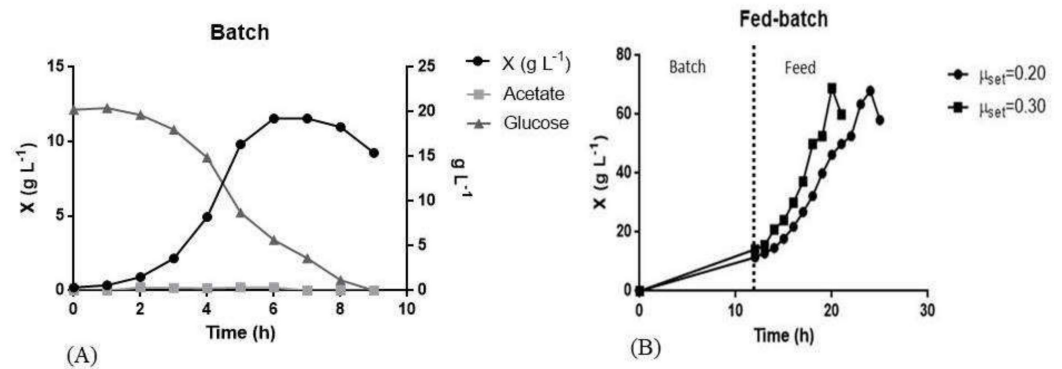 Batch
X (g L⁻¹)
15
10
5
0
25
20
15
10
5
0
g L⁻¹
0
2
4
6
8
10
Time (h)
X (g L⁻¹)
Acetate
Glucose
(A)
Fed-batch
X (g L⁻¹)
80
60
40
20
0
Batch
Feed
0
10
20
30
Time (h)
μset=0.20
μset=0.30
(B)